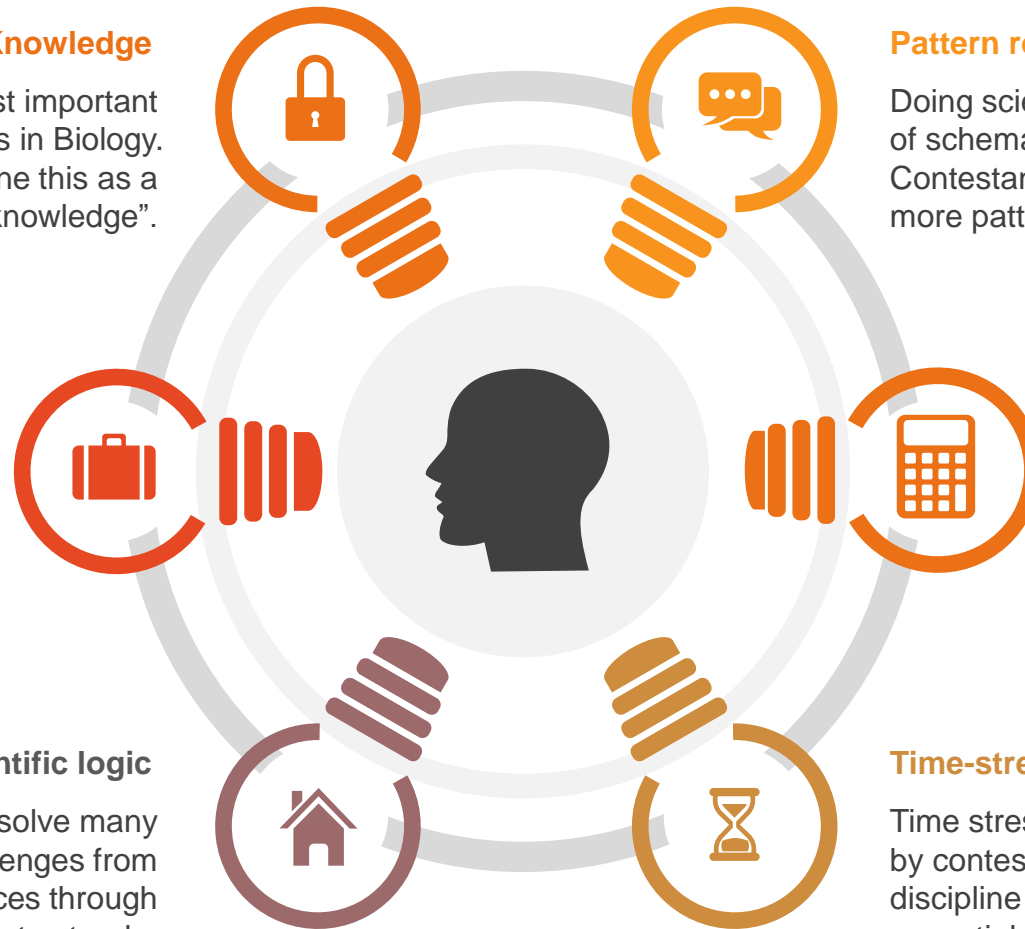 Knowledge
st important
s in Biology.
ne this as a
knowledge”.
Pattern re
Doing scie
of schema
Contestan
more patt
ntific logic
solve many
enges from
ces through
Time-stre
Time stres
by contes
discipline